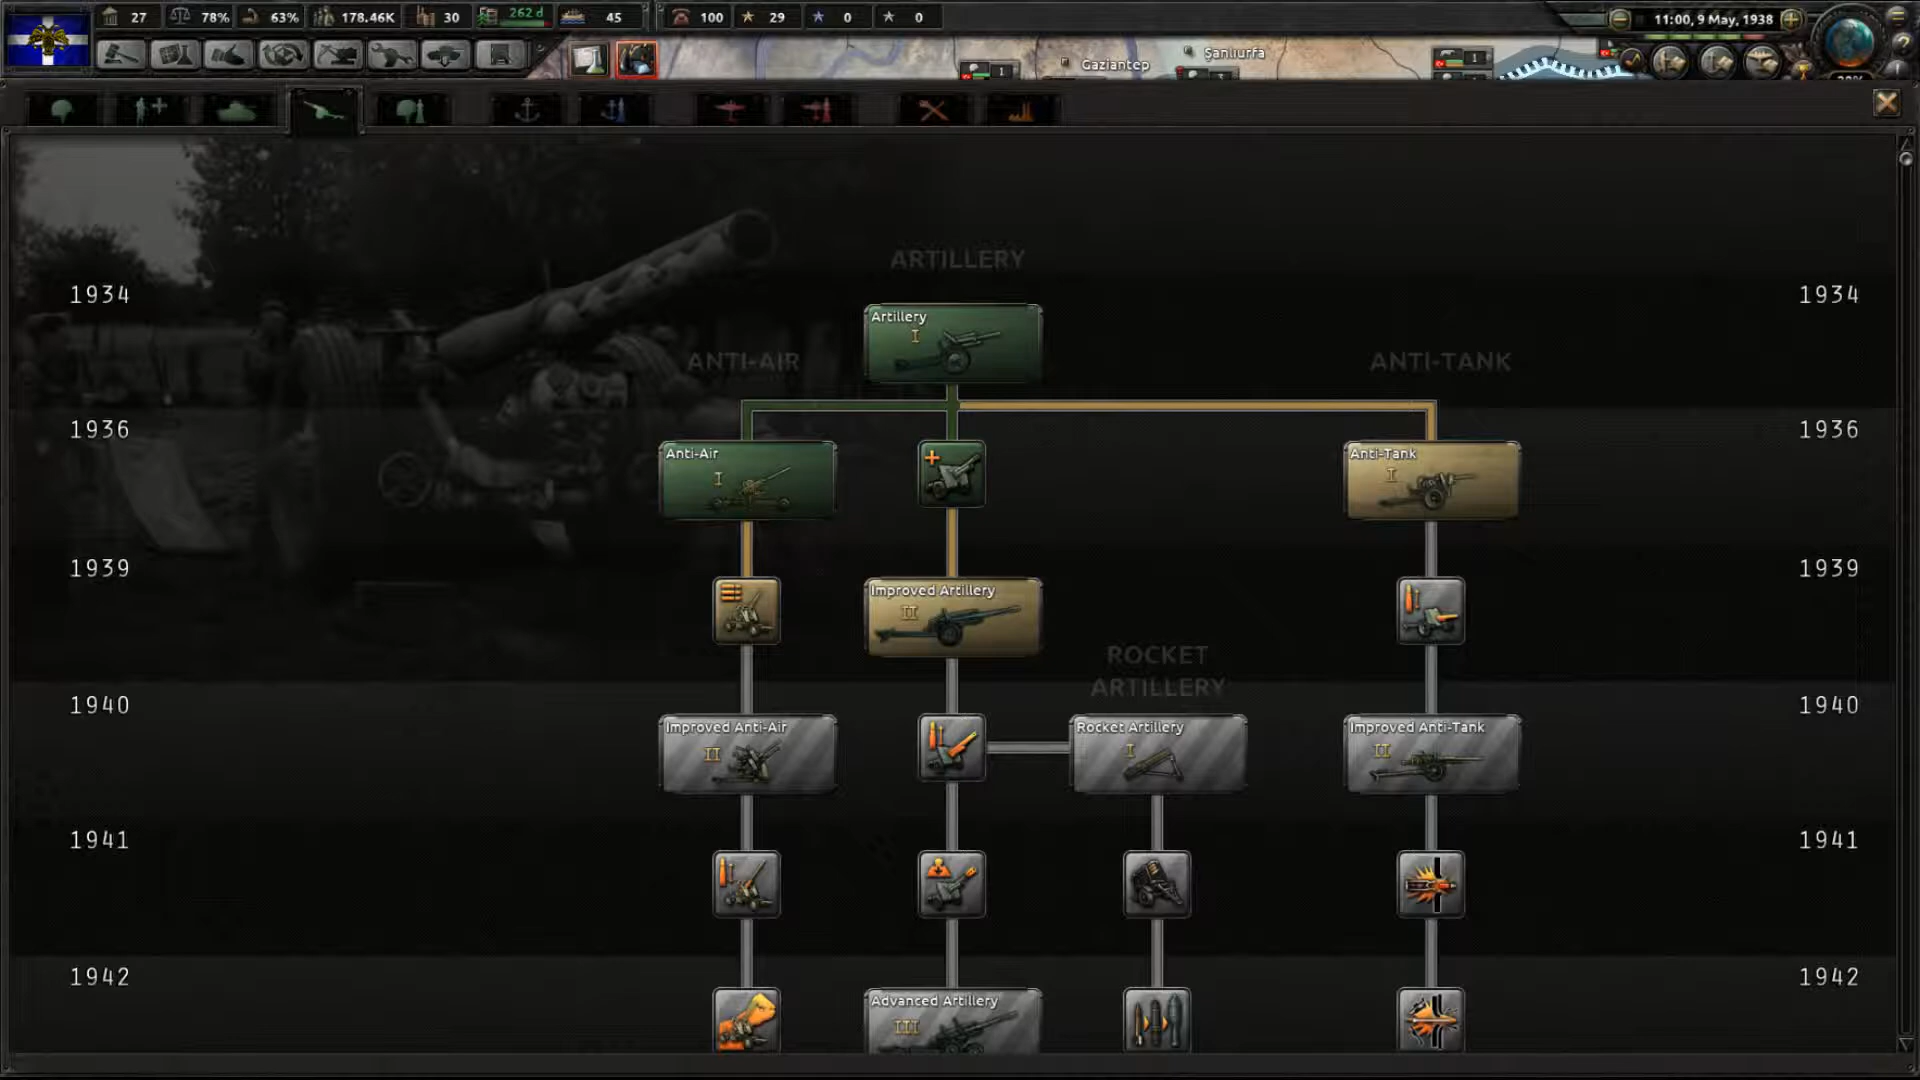 27 78% 63% 178.46K 30 262 d 45 100 29 0 0
11:00, 9 May, 1938
Gaziantep
Şanlıurfa
1
1
ARTILLERY
1934
1934
Artillery
I
ANTI-AIR
ANTI-TANK
1936
1936
Anti-Air
I
Anti-Tank
I
1939
1939
Improved Artillery
II
ROCKET
ARTILLERY
1940
1940
Improved Anti-Air
II
Rocket Artillery
I
Improved Anti-Tank
II
1941
1941
1942
1942
Advanced Artillery
III